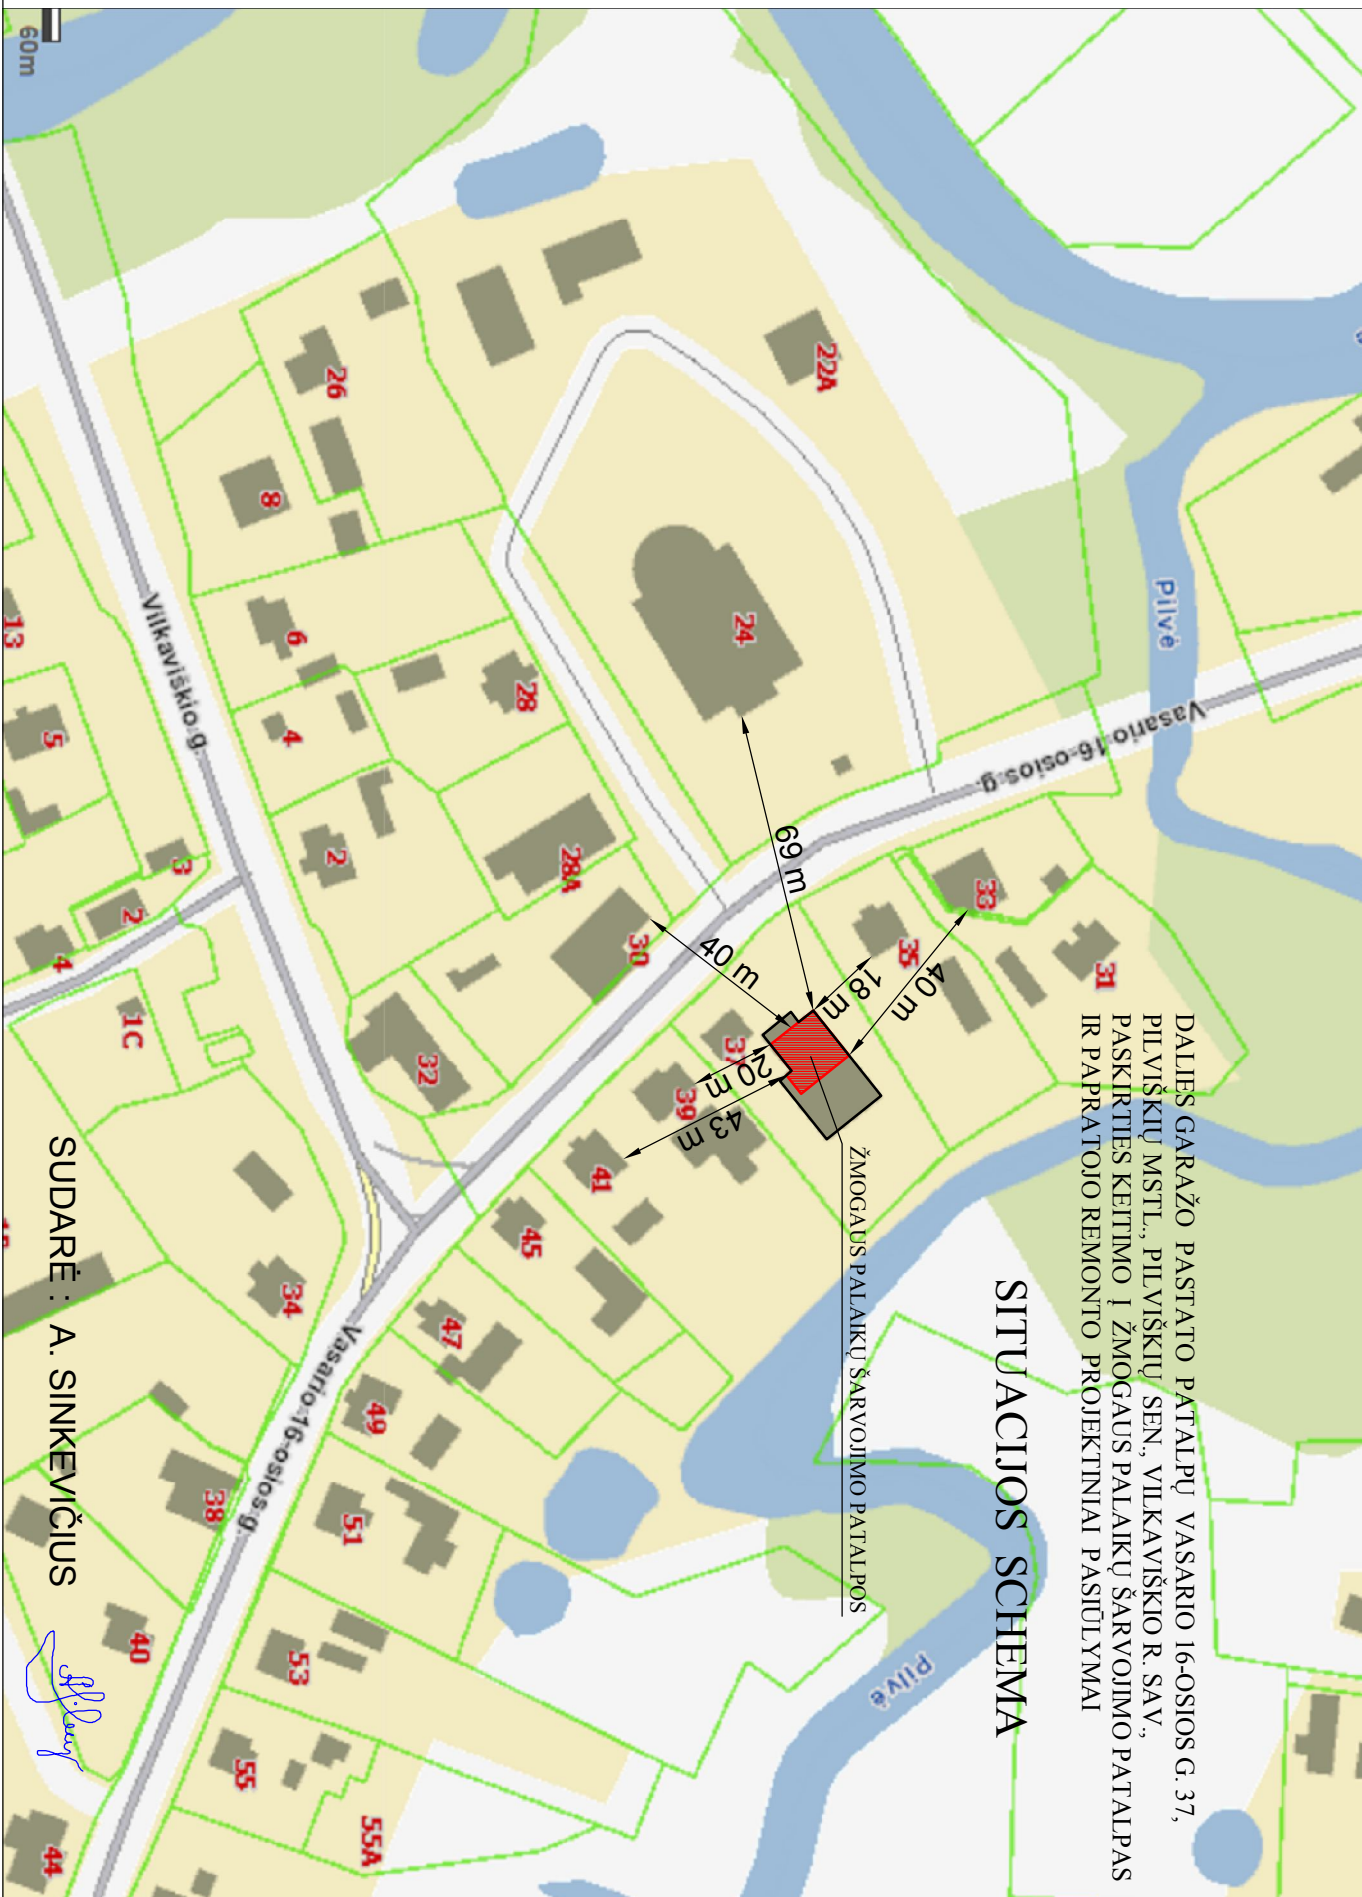 DALIES GARAŽO PASTATO PATALPŲ VASARIO 16-OSIOS G. 37,
PILVIŠKIŲ MSTL., PILVIŠKIŲ SEN., VILKAVIŠKIO R. SAV.,
PASKIRTIES KEITIMO Į ŽMOGAUS PALAIKŲ ŠARVOJIMO PATALPAS
IR PAPRATOJO REMONTO PROJEKTINIAI PASIŪLYMAI
SITUACIJOS SCHEMA
ŽMOGAUS PALAIKŲ ŠARVOJIMO PATALPOS
Pilvė
Pilvė
Vasario 16-osios g.
Vasario 16-osios g.
Vilkaviškio g.
22A
24
26
8
6
4
28
2
28A
30
32
33
31
35
37
39
41
45
47
49
51
53
55
55A
34
38
40
44
13
5
3
2
4
1C
69 m
40 m
18 m
40 m
20 m
43 m
60m
SUDARĖ : A. SINKEVIČIUS